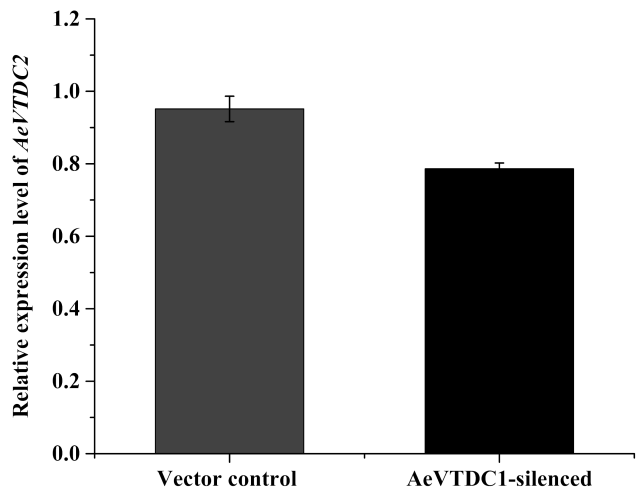 Relative expression level of AeVTDC2
1.2
1.0
0.8
0.6
0.4
0.2
0.0
Vector control
AeVTDC1-silenced